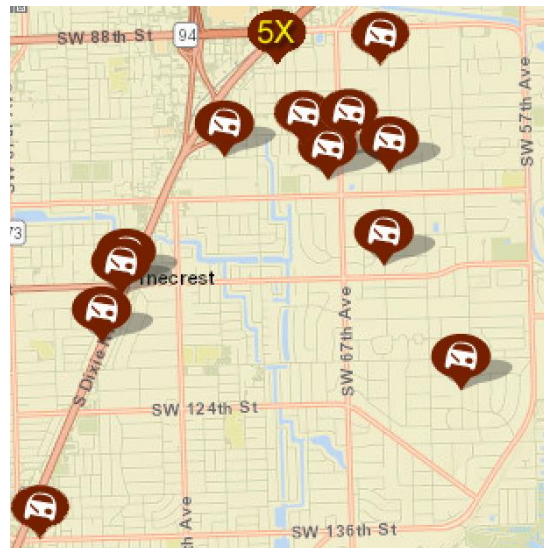 SW 88th St
94
5X
SW 57th Ave
73
necrest
SW 67th Ave
S Dixie
SW 124th St
SW 136th St
Ave